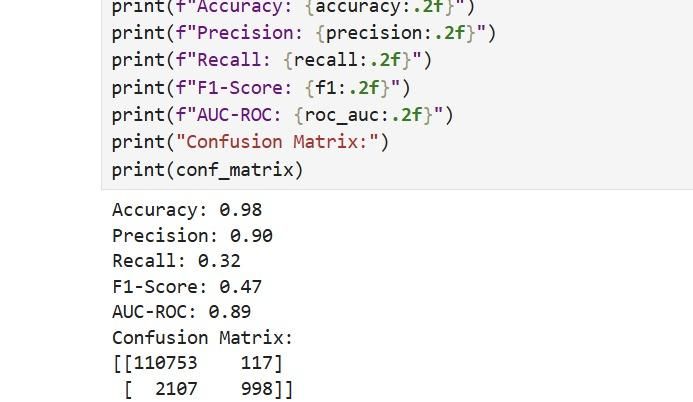 print(f"Accuracy: {accuracy:.2f}")
print(f"Precision: {precision:.2f}")
print(f"Recall: {recall:.2f}")
print(f"F1-Score: {f1:.2f}")
print(f"AUC-ROC: {roc_auc:.2f}")
print("Confusion Matrix:")
print(conf_matrix)
Accuracy: 0.98
Precision: 0.90
Recall: 0.32
F1-Score: 0.47
AUC-ROC: 0.89
Confusion Matrix:
[[110753    117]
 [  2107    998]]